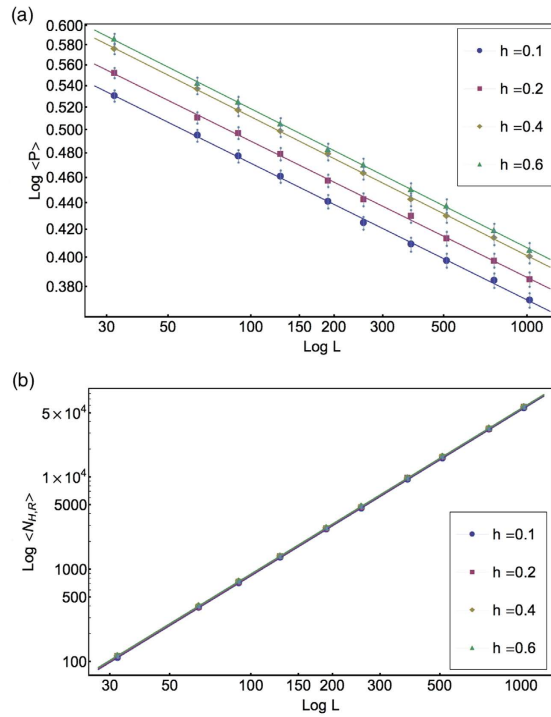 (a)
0.600
0.580
0.560
0.540
0.520
0.500
0.480
0.460
0.440
0.420
0.400
0.380
Log <P>
30 50 100 150 200 300 500 1000
Log L
h =0.1
h =0.2
h =0.4
h =0.6
(b)
5×10⁴
1×10⁴
5000
1000
500
100
Log <N_{H,R}>
30 50 100 150 200 300 500 1000
Log L
h =0.1
h =0.2
h =0.4
h =0.6